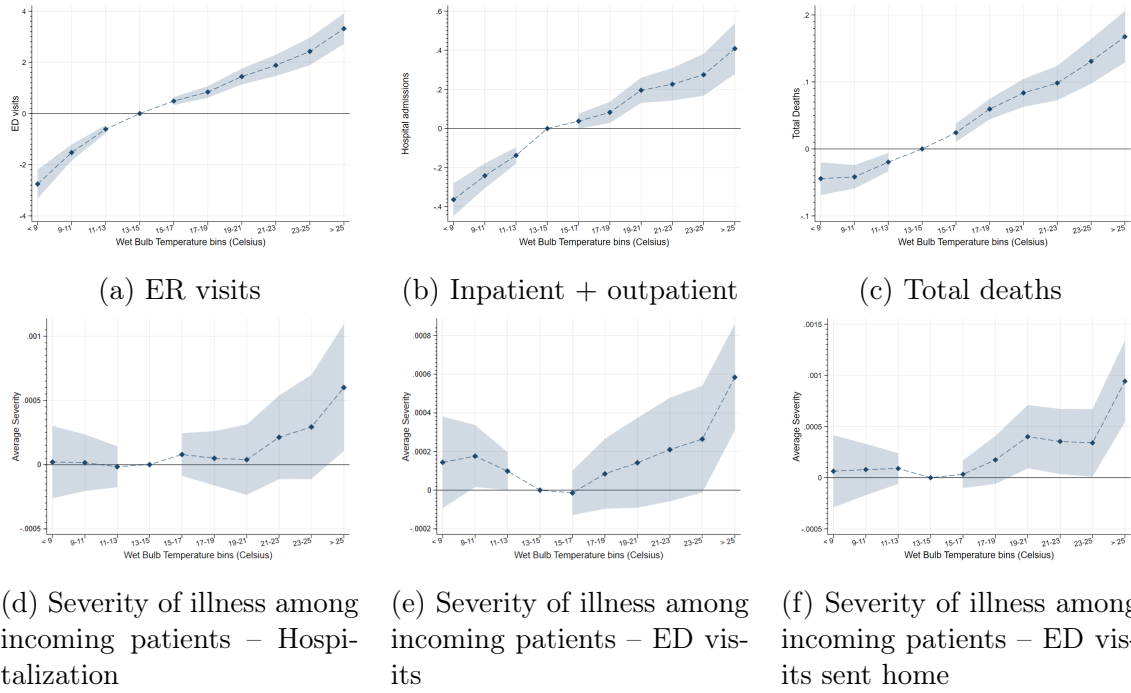 4
2
0
-2
-4
ED visits
< 9 9-11 11-13 13-15 15-17 17-19 19-21 21-23 23-25 > 25
Wet Bulb Temperature bins (Celsius)
(a) ER visits
.6
.4
.2
0
-.2
-.4
Hospital admissions
< 9 9-11 11-13 13-15 15-17 17-19 19-21 21-23 23-25 > 25
Wet Bulb Temperature bins (Celsius)
(b) Inpatient + outpatient
.2
.1
0
-.1
Total Deaths
< 9 9-11 11-13 13-15 15-17 17-19 19-21 21-23 23-25 > 25
Wet Bulb Temperature bins (Celsius)
(c) Total deaths
.001
.0005
0
-.0005
Average Severity
< 9 9-11 11-13 13-15 15-17 17-19 19-21 21-23 23-25 > 25
Wet Bulb Temperature bins (Celsius)
(d) Severity of illness among
incoming patients – Hospi-
talization
.0008
.0006
.0004
.0002
0
-.0002
Average Severity
< 9 9-11 11-13 13-15 15-17 17-19 19-21 21-23 23-25 > 25
Wet Bulb Temperature bins (Celsius)
(e) Severity of illness among
incoming patients – ED vis-
its
.0015
.001
.0005
0
-.0005
Average Severity
< 9 9-11 11-13 13-15 15-17 17-19 19-21 21-23 23-25 > 25
Wet Bulb Temperature bins (Celsius)
(f) Severity of illness among
incoming patients – ED vis-
its sent home